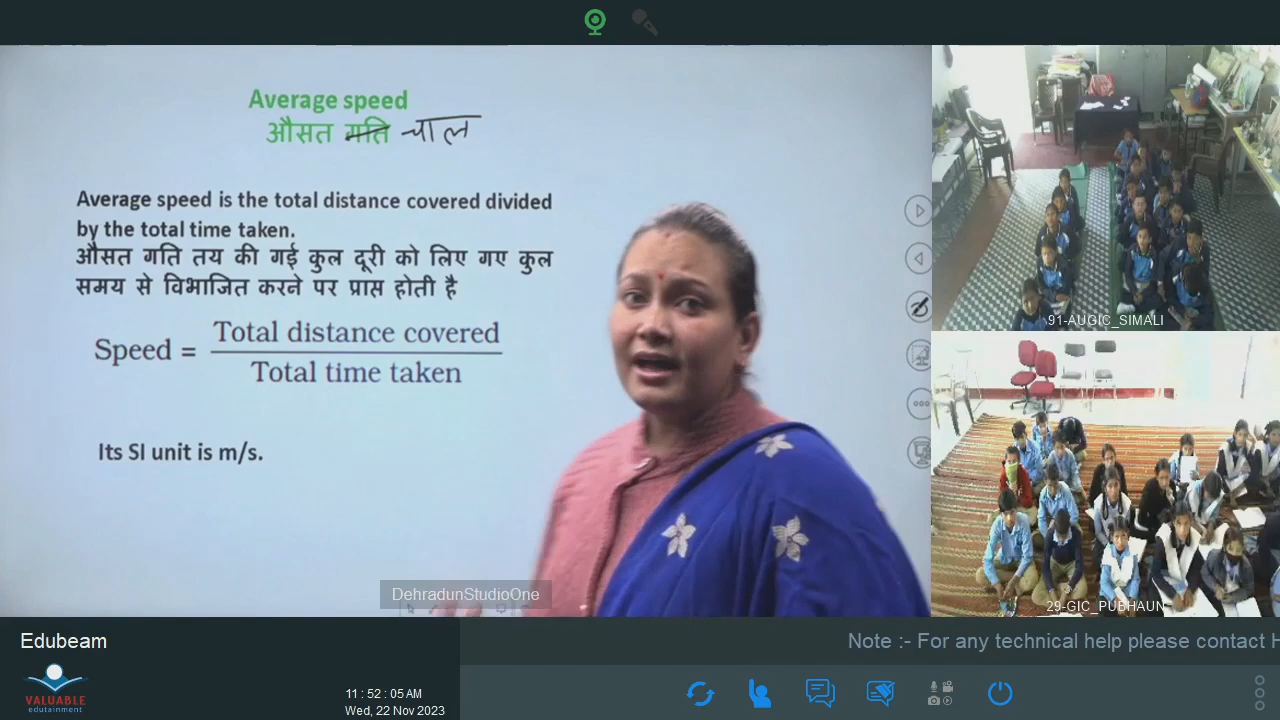 Average speed
औसत गति चाल
Average speed is the total distance covered divided
by the total time taken.
औसत गति तय की गई कुल दूरी को लिए गए कुल
समय से विभाजित करने पर प्राप्त होती है
Speed = Total distance covered
Total time taken
Its SI unit is m/s.
DehradunStudioOne
91-AUGIC_SIMALI
29-GIC_PUBHAUN
Edubeam
Note :- For any technical help please contact H
VALUABLE
edutainment
11 : 52 : 05 AM
Wed, 22 Nov 2023